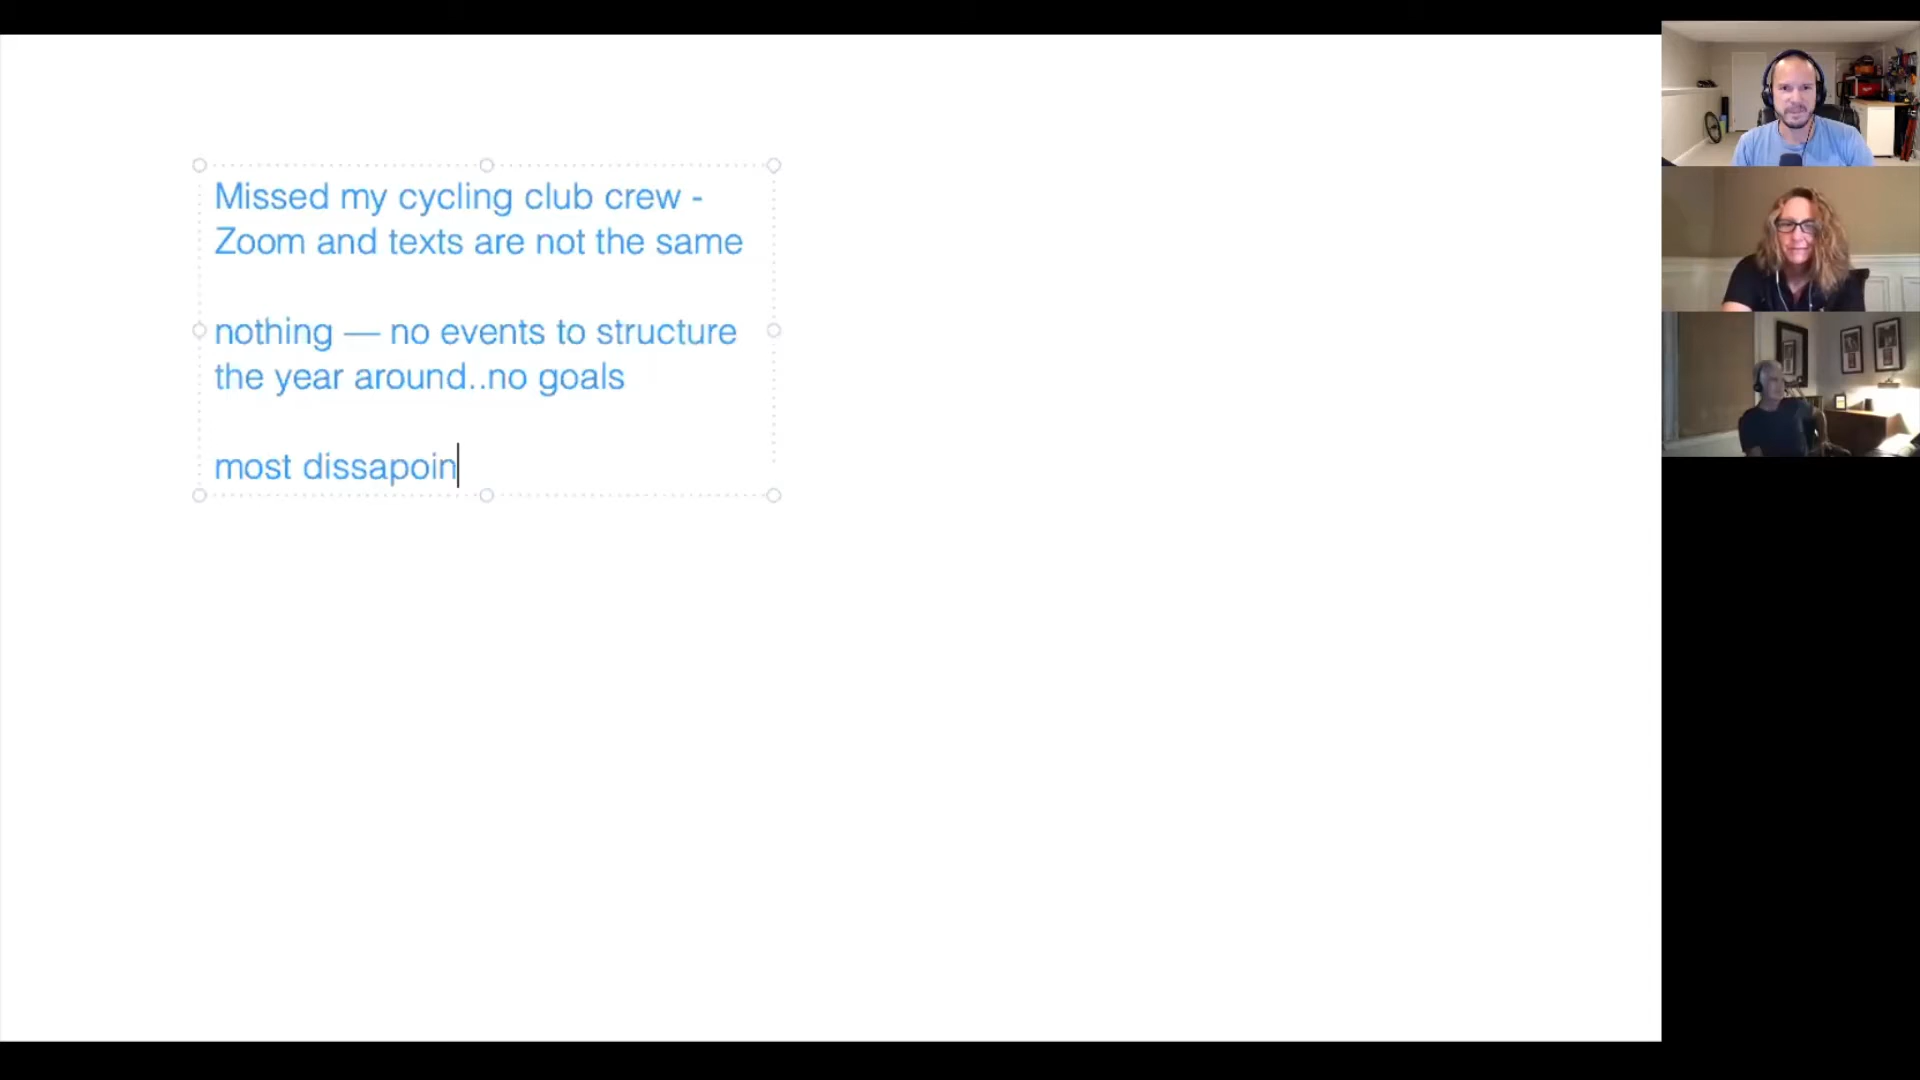 Missed my cycling club crew -
Zoom and texts are not the same
nothing — no events to structure
the year around..no goals
most dissapoin